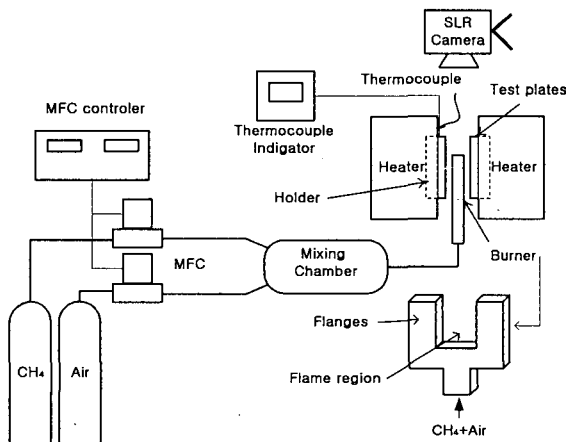 SLR
Camera
Thermocouple
Test plates
MFC controler
Thermocouple
Indigator
Heater
Heater
Holder
Burner
MFC
Mixing
Chamber
Flanges
CH₄
Air
Flame region
CH₄+Air